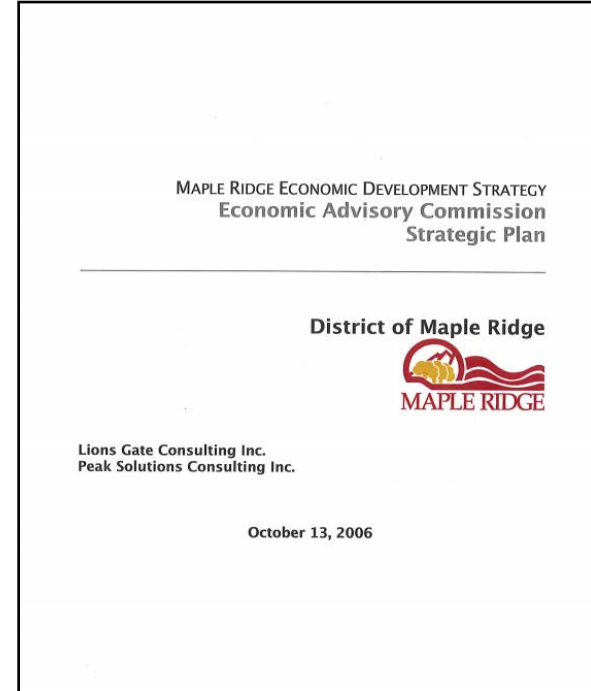 MAPLE RIDGE ECONOMIC DEVELOPMENT STRATEGY
Economic Advisory Commission
Strategic Plan
District of Maple Ridge
MAPLE RIDGE
Lions Gate Consulting Inc.
Peak Solutions Consulting Inc.
October 13, 2006